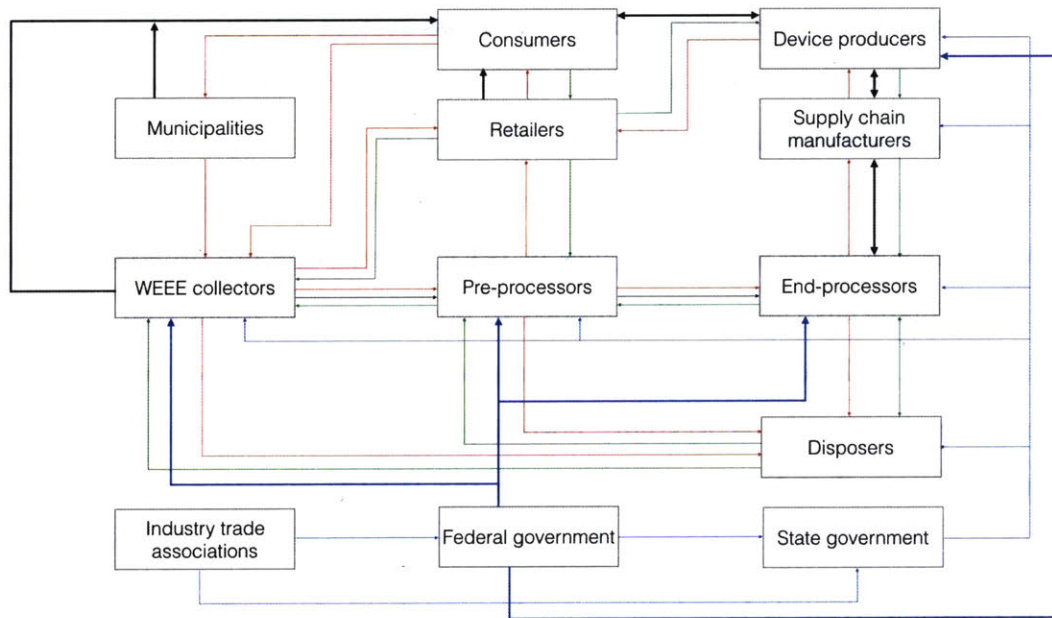 Consumers
Device producers
Municipalities
Retailers
Supply chain
manufacturers
WEEE collectors
Pre-processors
End-processors
Disposers
Industry trade
associations
Federal government
State government